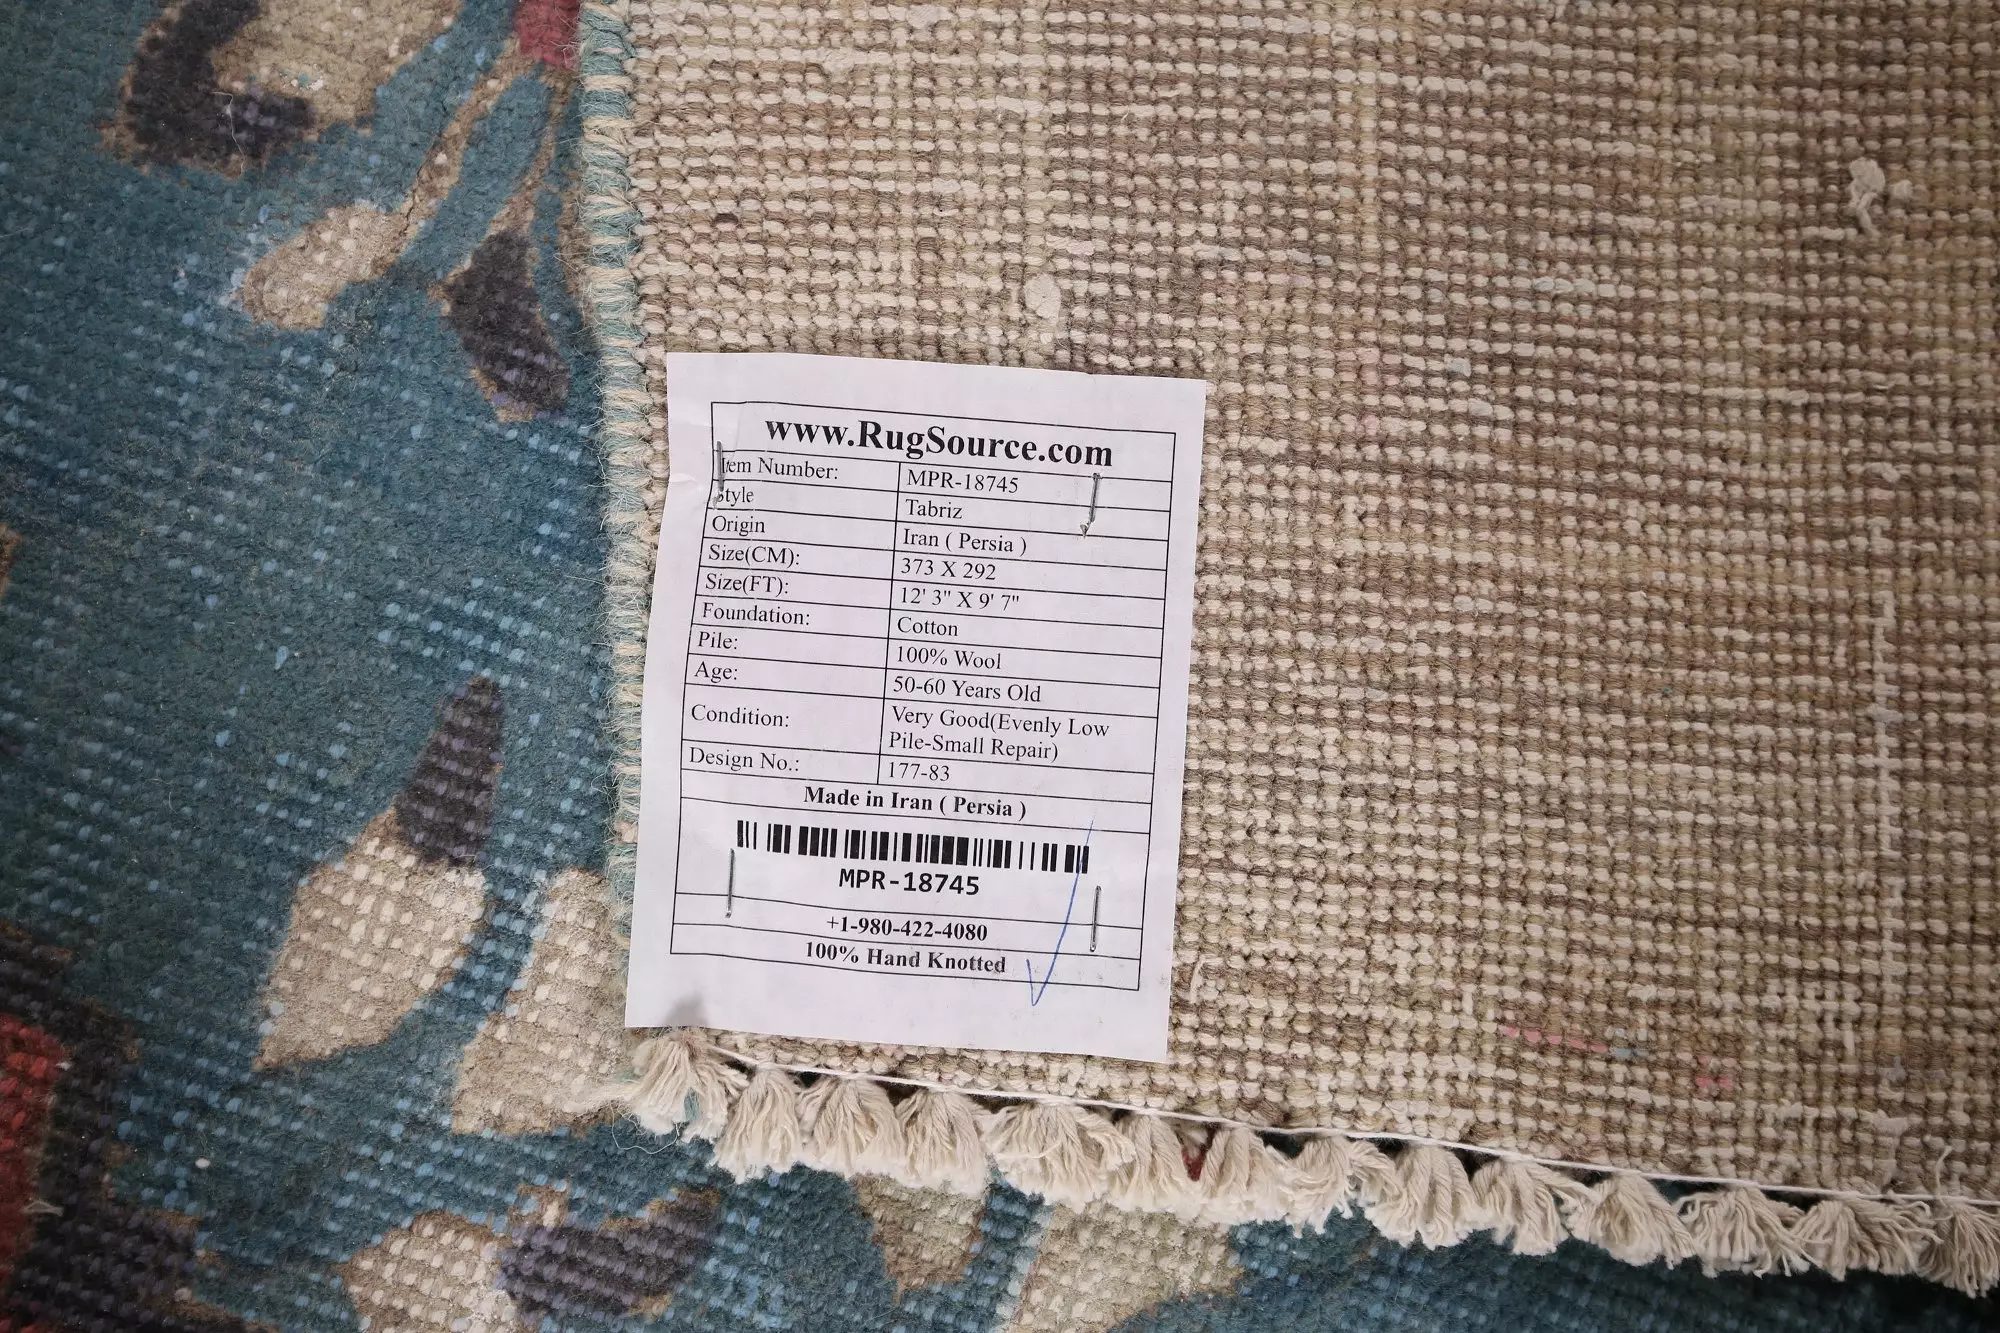 www.RugSource.com
Item Number: MPR-18745
Style Tabriz
Origin Iran ( Persia )
Size(CM): 373 X 292
Size(FT): 12' 3" X 9' 7"
Foundation: Cotton
Pile: 100% Wool
Age: 50-60 Years Old
Condition: Very Good(Evenly Low
Pile-Small Repair)
Design No.: 177-83
Made in Iran ( Persia )
MPR-18745
+1-980-422-4080
100% Hand Knotted